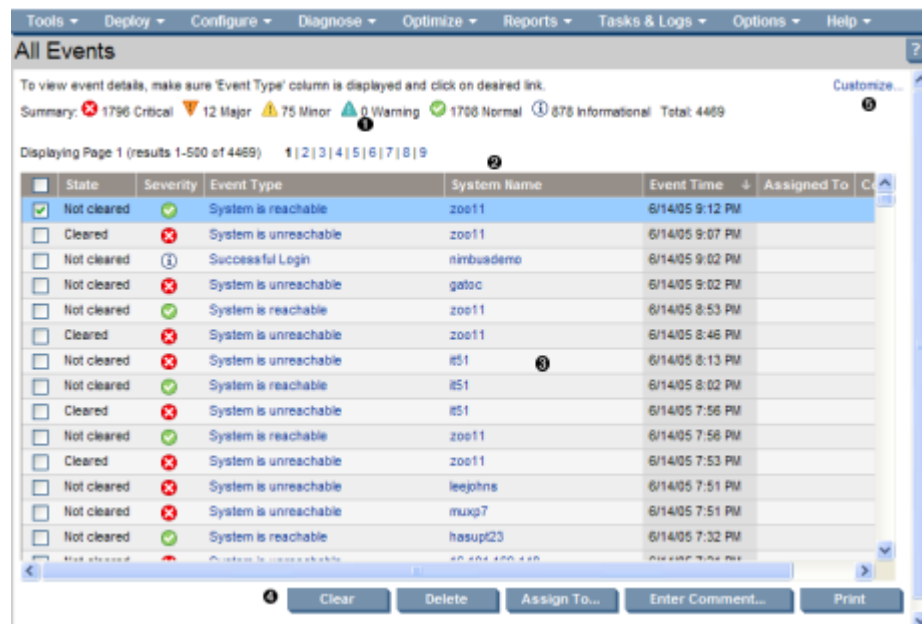 Tools Deploy Configure Diagnose Optimize Reports Tasks & Logs Options Help
All Events ?
To view event details, make sure 'Event Type' column is displayed and click on desired link. Customize...
Summary: 1796 Critical 12 Major 75 Minor 0 Warning 1708 Normal 878 Informational Total: 4469
1 5
Displaying Page 1 (results 1-500 of 4469) 1|2|3|4|5|6|7|8|9
2
State Severity Event Type System Name Event Time Assigned To
Not cleared System is reachable zoo11 6/14/05 9:12 PM
Cleared System is unreachable zoo11 6/14/05 9:07 PM
Not cleared Successful Login nimbusdemo 6/14/05 9:02 PM
Not cleared System is unreachable gatoc 6/14/05 9:02 PM
Not cleared System is reachable zoo11 6/14/05 8:53 PM
Cleared System is unreachable zoo11 6/14/05 8:46 PM
Not cleared System is unreachable it51 3 6/14/05 8:13 PM
Not cleared System is reachable it51 6/14/05 8:02 PM
Cleared System is unreachable it51 6/14/05 7:56 PM
Not cleared System is reachable zoo11 6/14/05 7:56 PM
Cleared System is unreachable zoo11 6/14/05 7:53 PM
Not cleared System is unreachable leejohns 6/14/05 7:51 PM
Not cleared System is unreachable muxp7 6/14/05 7:51 PM
Not cleared System is reachable hasupt23 6/14/05 7:32 PM
4 Clear Delete Assign To... Enter Comment... Print